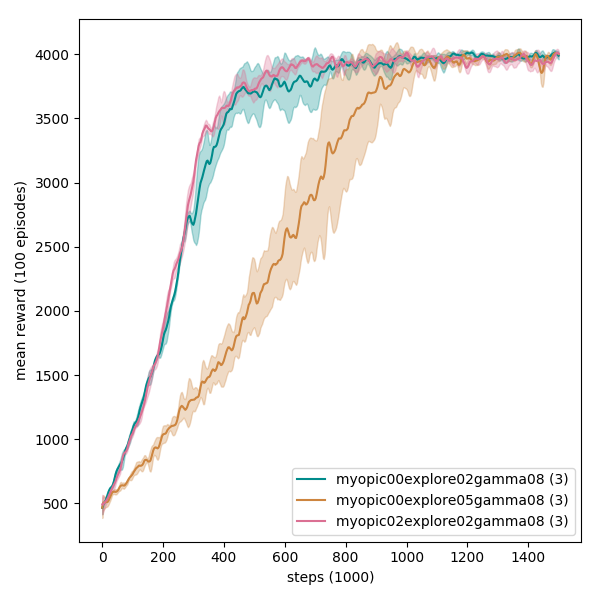 4000
3500
3000
2500
2000
1500
1000
500
mean reward (100 episodes)
myopic00explore02gamma08 (3)
myopic00explore05gamma08 (3)
myopic02explore02gamma08 (3)
0 200 400 600 800 1000 1200 1400
steps (1000)